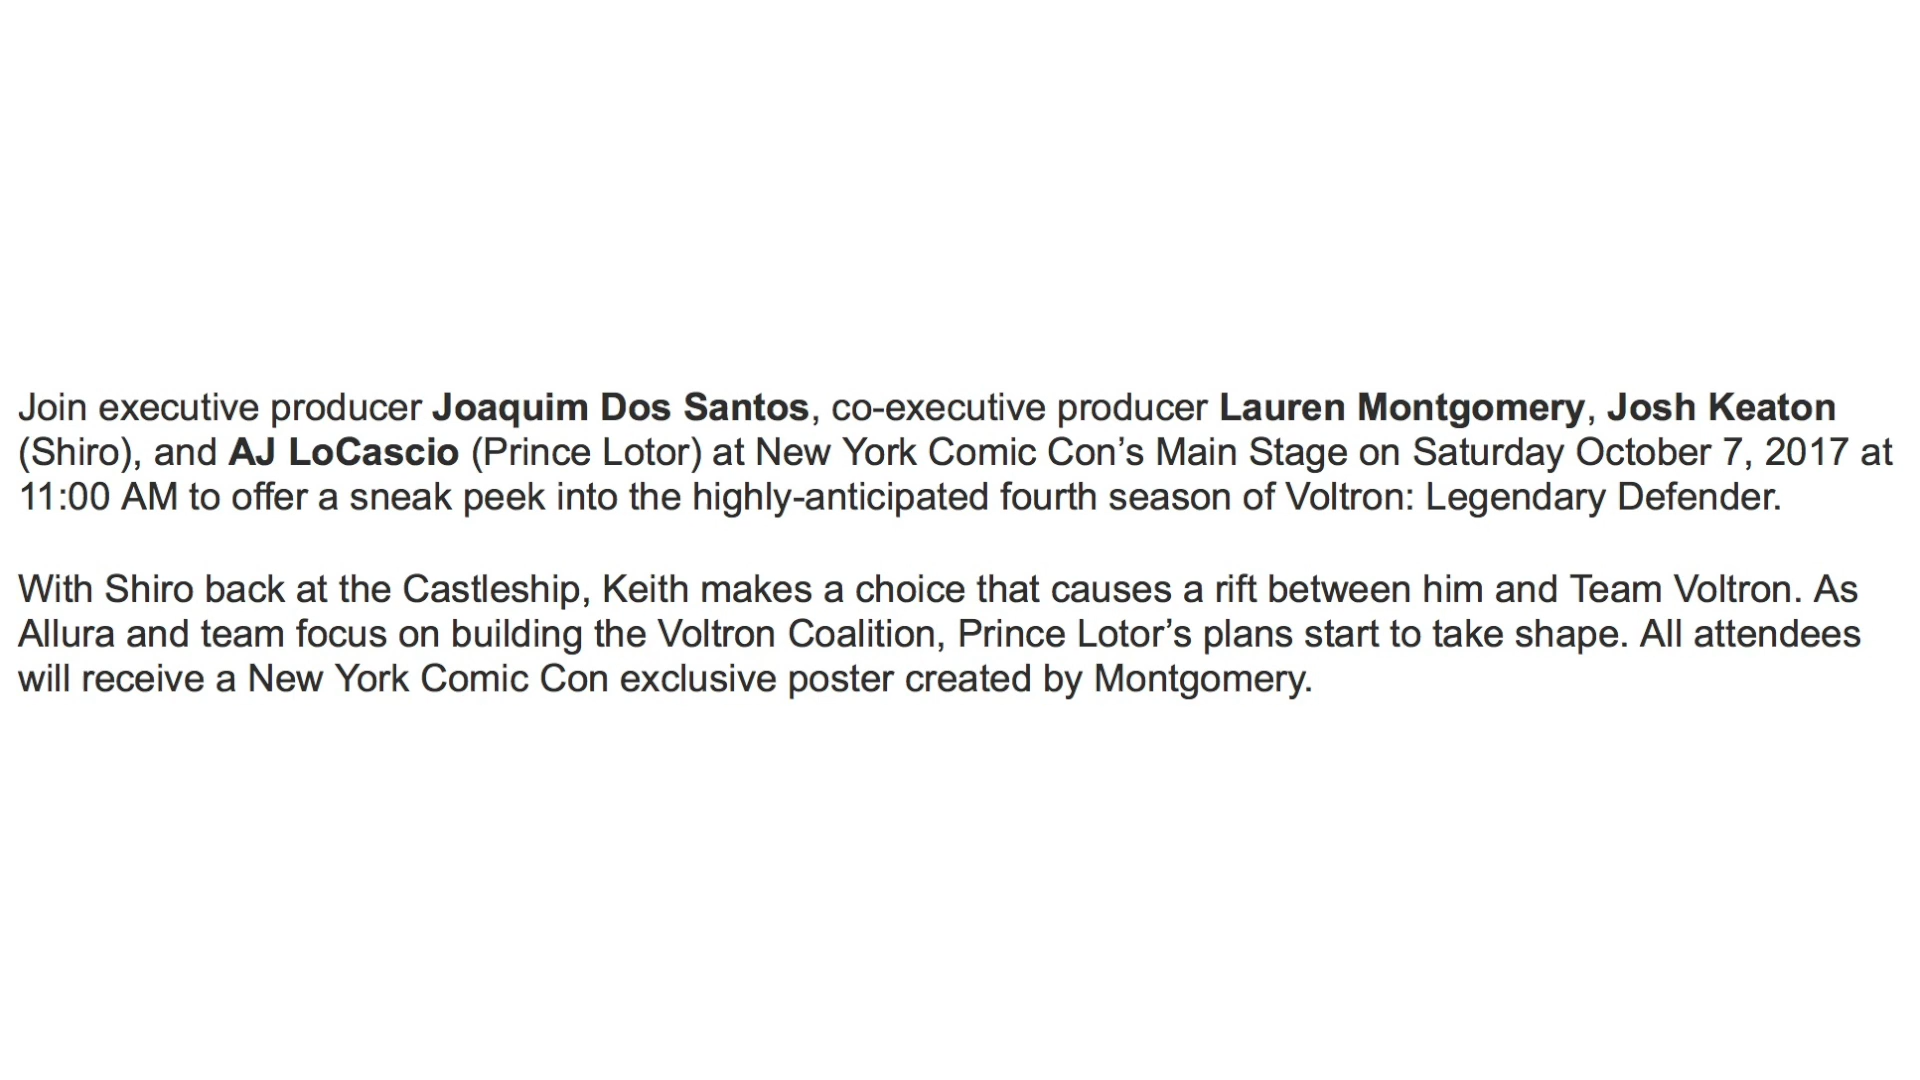 Join executive producer Joaquim Dos Santos, co-executive producer Lauren Montgomery, Josh Keaton
(Shiro), and AJ LoCascio (Prince Lotor) at New York Comic Con’s Main Stage on Saturday October 7, 2017 at
11:00 AM to offer a sneak peek into the highly-anticipated fourth season of Voltron: Legendary Defender.
With Shiro back at the Castleship, Keith makes a choice that causes a rift between him and Team Voltron. As
Allura and team focus on building the Voltron Coalition, Prince Lotor’s plans start to take shape. All attendees
will receive a New York Comic Con exclusive poster created by Montgomery.